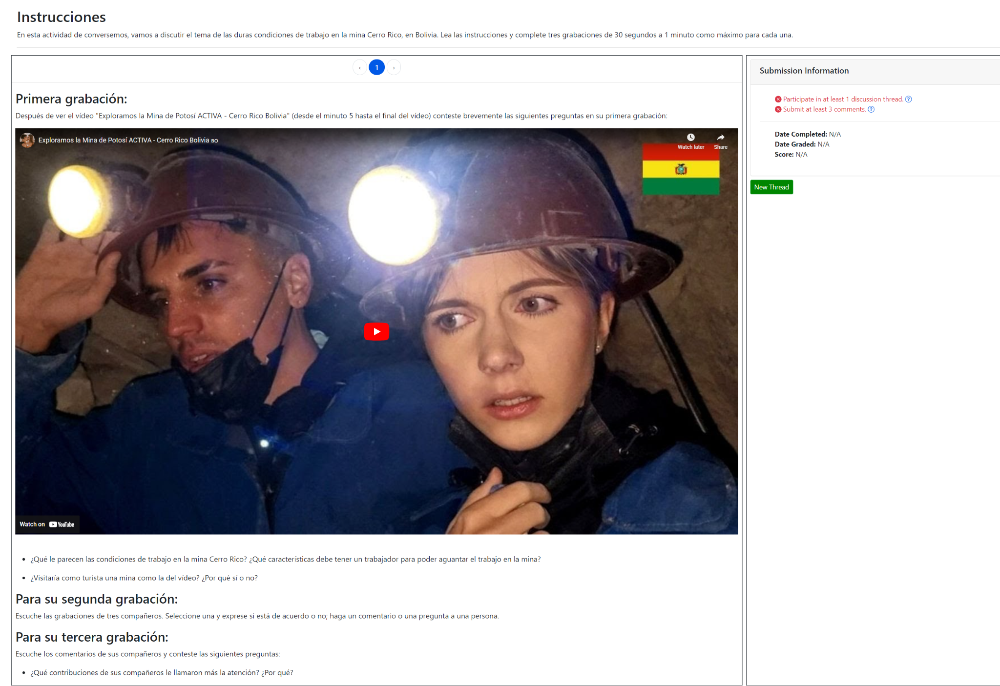 Instrucciones
En esta actividad de conversemos, vamos a discutir el tema de las duras condiciones de trabajo en la mina Cerro Rico, en Bolivia. Lea las instrucciones y complete tres grabaciones de 30 segundos a 1 minuto como máximo para cada una.
‹ 1 ›
Primera grabación:
Después de ver el vídeo "Exploramos la Mina de Potosí ACTIVA - Cerro Rico Bolivia" (desde el minuto 5 hasta el final del vídeo) conteste brevemente las siguientes preguntas en su primera grabación:
Exploramos la Mina de Potosí ACTIVA - Cerro Rico Bolivia BO
Watch later Share
Watch on YouTube
• ¿Qué le parecen las condiciones de trabajo en la mina Cerro Rico? ¿Qué características debe tener un trabajador para poder aguantar el trabajo en la mina?
• ¿Visitaría como turista una mina como la del vídeo? ¿Por qué sí o no?
Para su segunda grabación:
Escuche las grabaciones de tres compañeros. Seleccione una y exprese si está de acuerdo o no; haga un comentario o una pregunta a una persona.
Para su tercera grabación:
Escuche los comentarios de sus compañeros y conteste las siguientes preguntas:
• ¿Qué contribuciones de sus compañeros le llamaron más la atención? ¿Por qué?
Submission Information
Participate in at least 1 discussion thread.
Submit at least 3 comments.
Date Completed: N/A
Date Graded: N/A
Score: N/A
New Thread